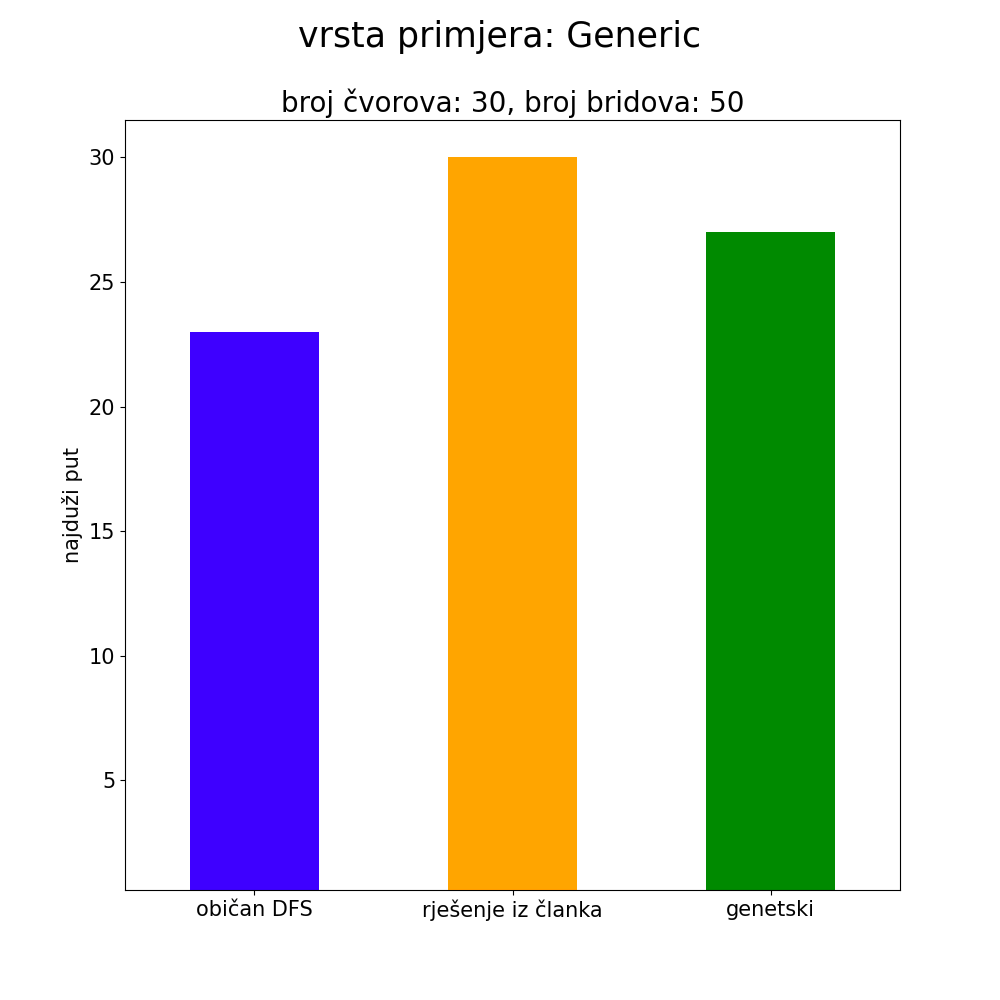 vrsta primjera: Generic
broj čvorova: 30, broj bridova: 50
30
25
20
15
10
5
najduži put
običan DFS
rješenje iz članka
genetski